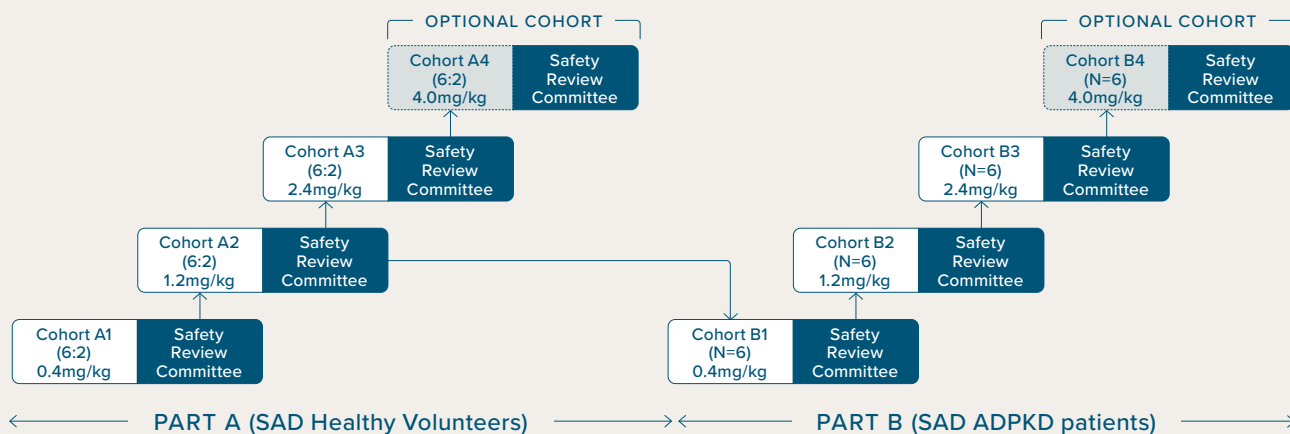 OPTIONAL COHORT
Cohort A4
(6:2)
4.0mg/kg
Safety
Review
Committee
Cohort A3
(6:2)
2.4mg/kg
Safety
Review
Committee
Cohort A2
(6:2)
1.2mg/kg
Safety
Review
Committee
Cohort A1
(6:2)
0.4mg/kg
Safety
Review
Committee
PART A (SAD Healthy Volunteers)
OPTIONAL COHORT
Cohort B4
(N=6)
4.0mg/kg
Safety
Review
Committee
Cohort B3
(N=6)
2.4mg/kg
Safety
Review
Committee
Cohort B2
(N=6)
1.2mg/kg
Safety
Review
Committee
Cohort B1
(N=6)
0.4mg/kg
Safety
Review
Committee
PART B (SAD ADPKD patients)